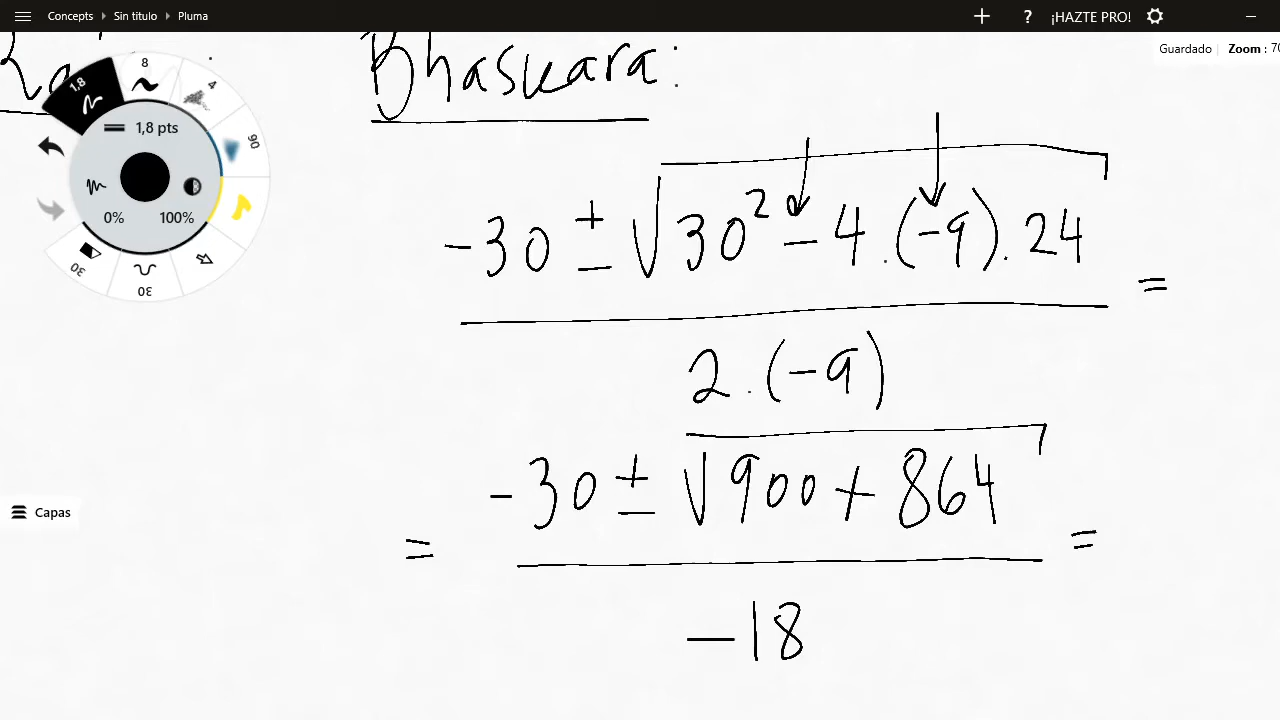 Concepts > Sin título > Pluma
? ¡HAZTE PRO!
Guardado Zoom : 70
Bhaskara:
8
1,8
4
90
1,8 pts
0% 100%
30
30
-30 ± √30² - 4 . (-9) . 24 =
2 . (-9)
= -30 ± √900 + 864 =
-18
Capas